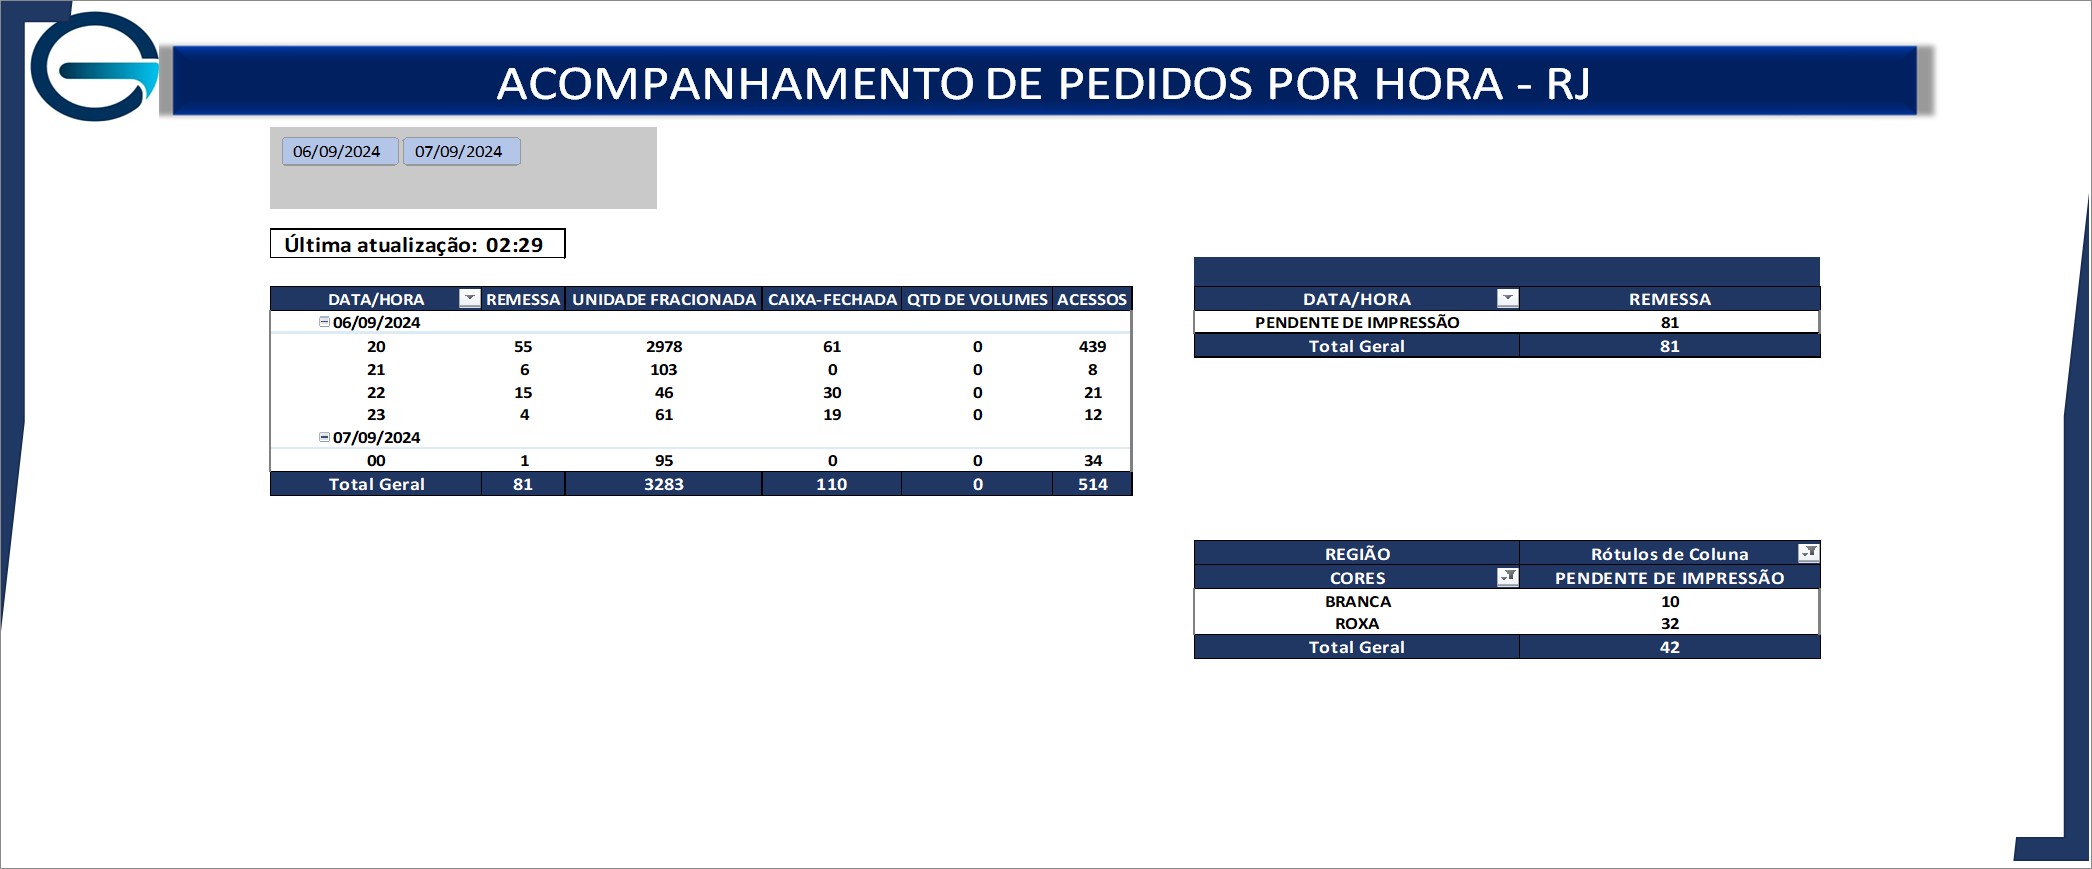 ACOMPANHAMENTO DE PEDIDOS POR HORA - RJ
06/09/2024 07/09/2024
Última atualização: 02:29
DATA/HORA REMESSA UNIDADE FRACIONADA CAIXA-FECHADA QTD DE VOLUMES ACESSOS
06/09/2024
20 55 2978 61 0 439
21 6 103 0 0 8
22 15 46 30 0 21
23 4 61 19 0 12
07/09/2024
00 1 95 0 0 34
Total Geral 81 3283 110 0 514
DATA/HORA REMESSA
PENDENTE DE IMPRESSÃO 81
Total Geral 81
REGIÃO Rótulos de Coluna
CORES PENDENTE DE IMPRESSÃO
BRANCA 10
ROXA 32
Total Geral 42